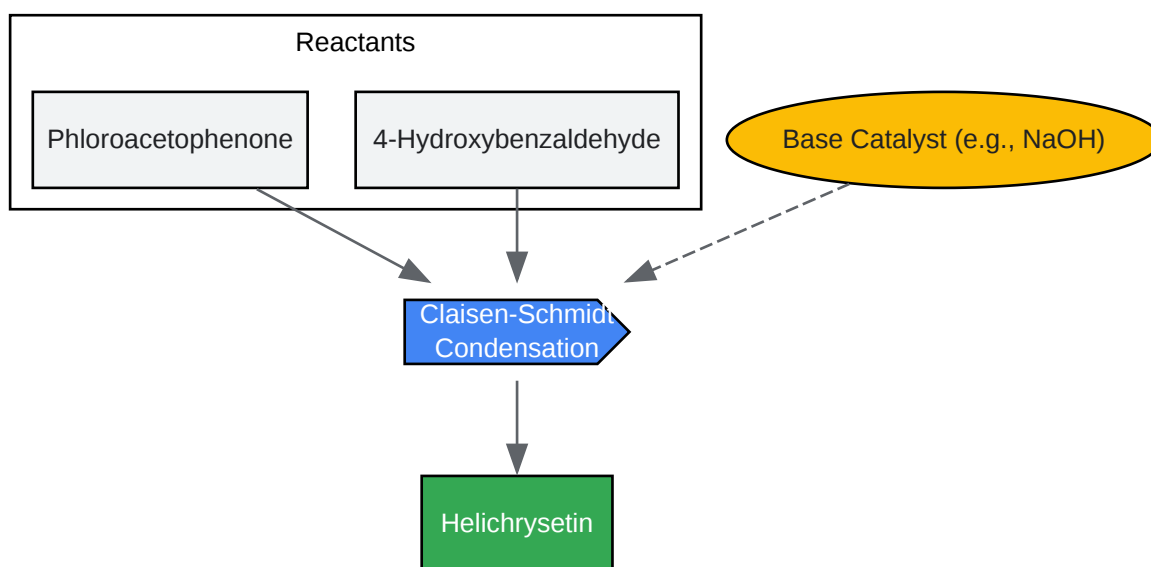 Reactants
Phloroacetophenone
4-Hydroxybenzaldehyde
Base Catalyst (e.g., NaOH)
Claisen-Schmidt
Condensation
Helichrysetin